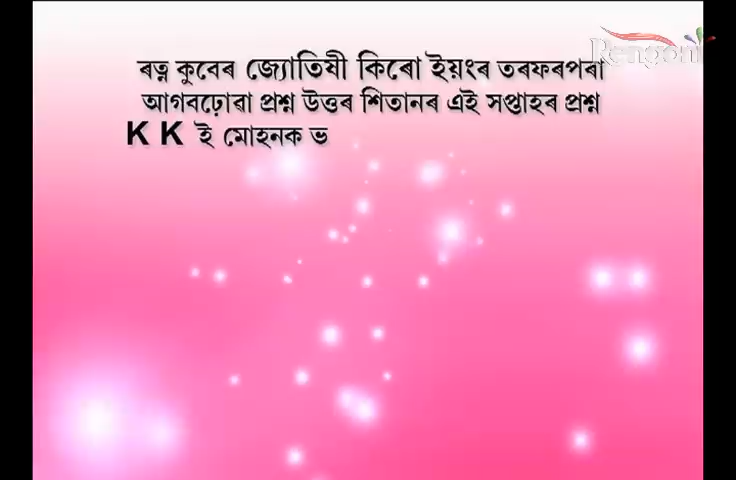 Rengoni
ৰত্ন কুবেৰ জ্যোতিষী কিৰো ইয়ংৰ তৰফৰপৰা
আগবঢ়োৱা প্ৰশ্ন উত্তৰ শিতানৰ এই সপ্তাহৰ প্ৰশ্ন
K K ই মোহনক ভ